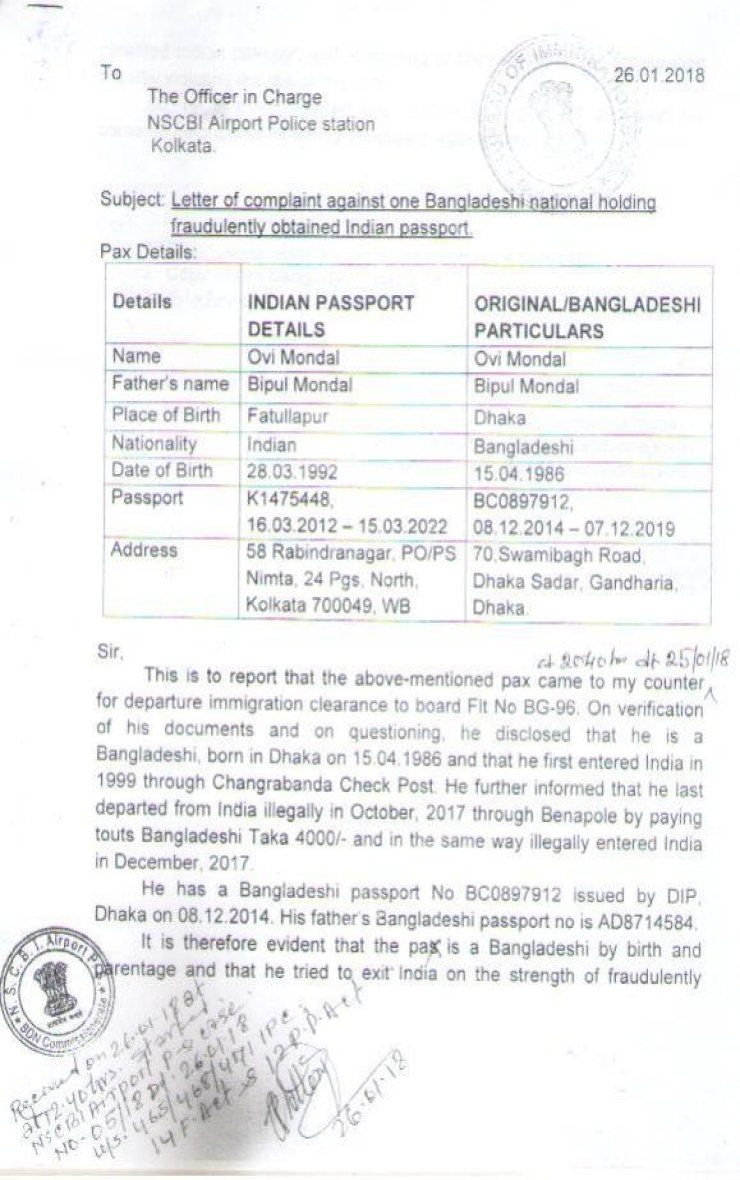 To
26.01.2018
The Officer in Charge
NSCBI Airport Police station
Kolkata.
BUREAU OF IMMIGRATION
Subject: Letter of complaint against one Bangladeshi national holding
fraudulently obtained Indian passport.
Pax Details:
Details INDIAN PASSPORT DETAILS ORIGINAL/BANGLADESHI PARTICULARS
Name Ovi Mondal Ovi Mondal
Father's name Bipul Mondal Bipul Mondal
Place of Birth Fatullapur Dhaka
Nationality Indian Bangladeshi
Date of Birth 28.03.1992 15.04.1986
Passport K1475448, BC0897912,
16.03.2012 – 15.03.2022 08.12.2014 – 07.12.2019
Address 58 Rabindranagar, PO/PS 70,Swamibagh Road,
Nimta, 24 Pgs, North, Dhaka Sadar, Gandharia,
Kolkata 700049, WB Dhaka.
Sir,
at 2040 hr dt 25/01/18
This is to report that the above-mentioned pax came to my counter
for departure immigration clearance to board Flt No BG-96. On verification
of his documents and on questioning, he disclosed that he is a
Bangladeshi, born in Dhaka on 15.04.1986 and that he first entered India in
1999 through Changrabanda Check Post. He further informed that he last
departed from India illegally in October, 2017 through Benapole by paying
touts Bangladeshi Taka 4000/- and in the same way illegally entered India
in December, 2017.
He has a Bangladeshi passport No BC0897912 issued by DIP,
Dhaka on 08.12.2014. His father's Bangladeshi passport no is AD8714584.
It is therefore evident that the pax is a Bangladeshi by birth and
parentage and that he tried to exit India on the strength of fraudulently
N. S. C. B. I. Airport P.S.
BDN Commissionerate
Received on 26.01.18 at
at 12.40 hrs. Started
NSCBI AIRPORT P.S case
No- 05/18 Dt. 26.01.18
u/s- 465/468/471 IPC
14 F. Act & 12 P.P. Act
26.01.18